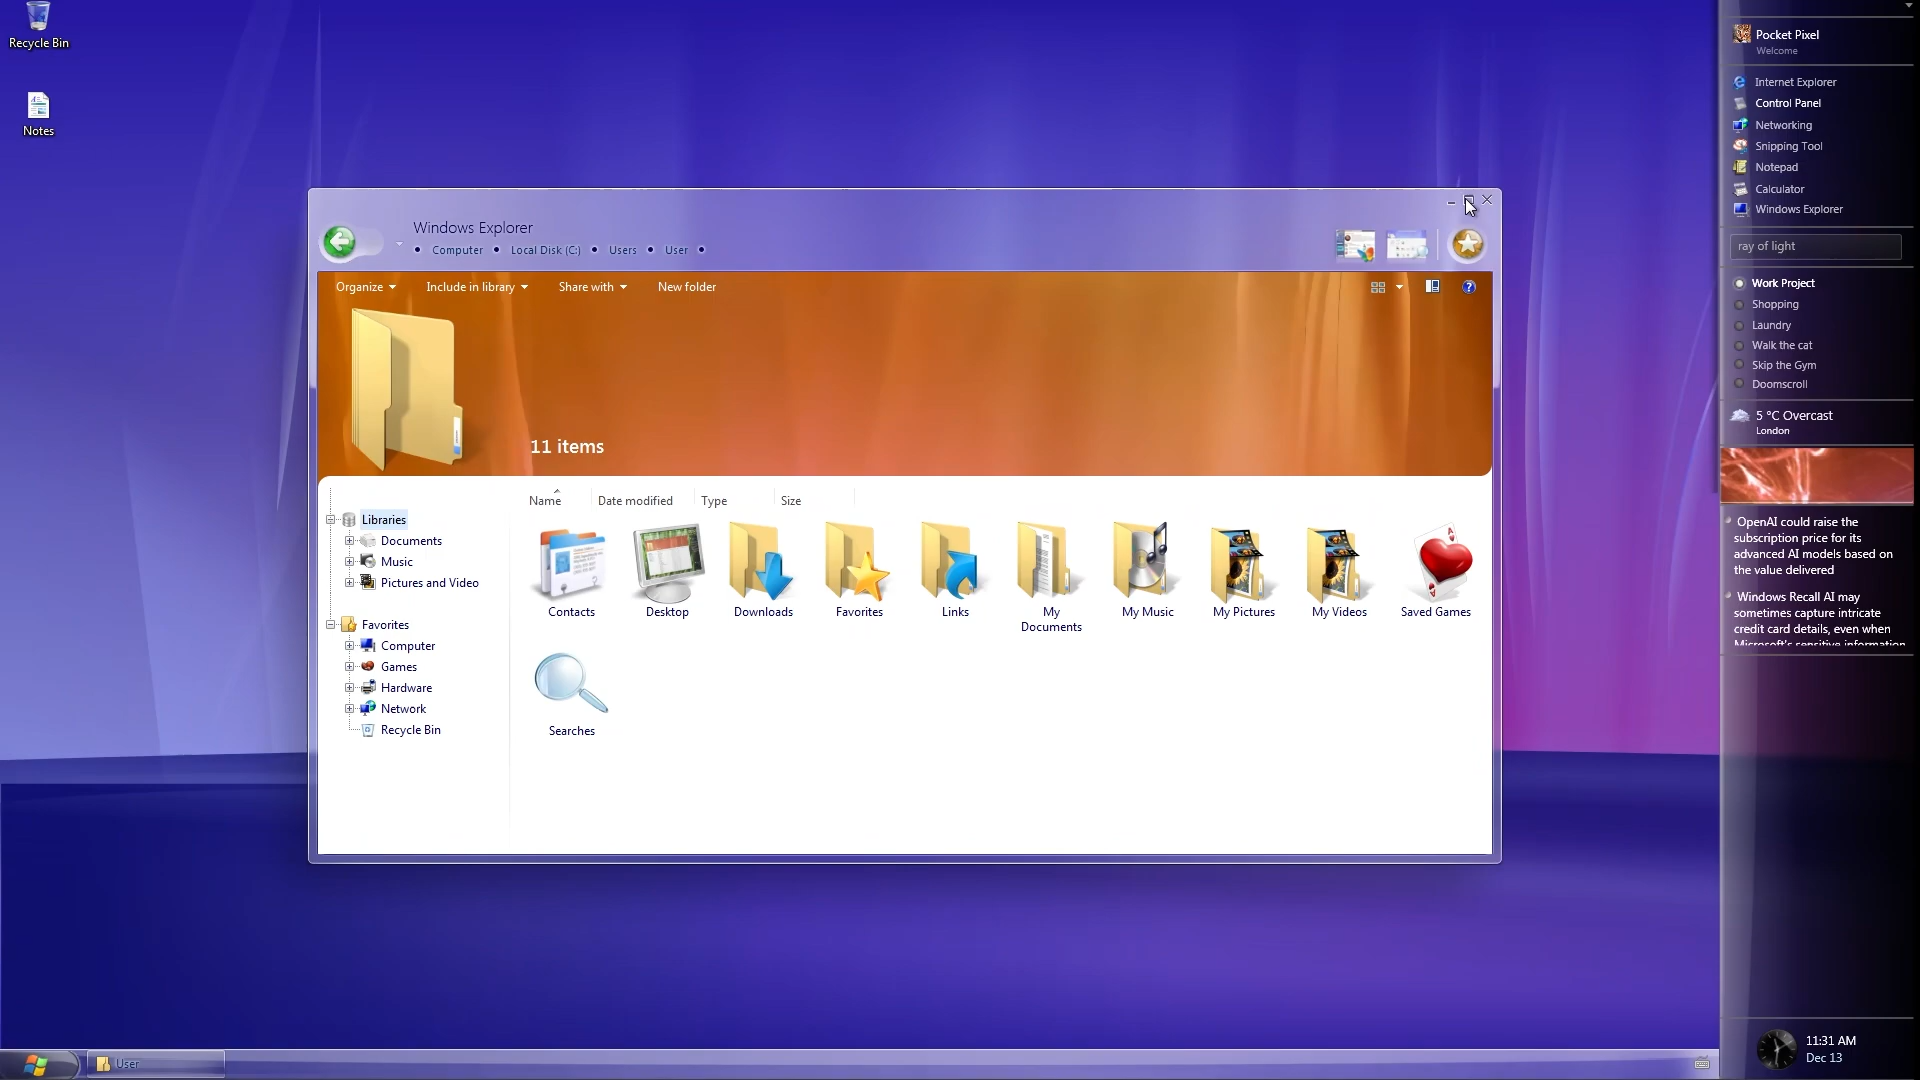 Recycle Bin
Notes
Windows Explorer
Computer Local Disk (C:) Users User
Organize Include in library Share with New folder
11 items
Name Date modified Type Size
Libraries
Documents
Music
Pictures and Video
Favorites
Computer
Games
Hardware
Network
Recycle Bin
Contacts Desktop Downloads Favorites Links My Documents My Music My Pictures My Videos Saved Games
Searches
Pocket Pixel
Welcome
Internet Explorer
Control Panel
Networking
Snipping Tool
Notepad
Calculator
Windows Explorer
ray of light
Work Project
Shopping
Laundry
Walk the cat
Skip the Gym
Doomscroll
5 °C Overcast
London
OpenAI could raise the
subscription price for its
advanced AI models based on
the value delivered
Windows Recall AI may
sometimes capture intricate
credit card details, even when
Microsoft's sensitive information
User
11:31 AM
Dec 13